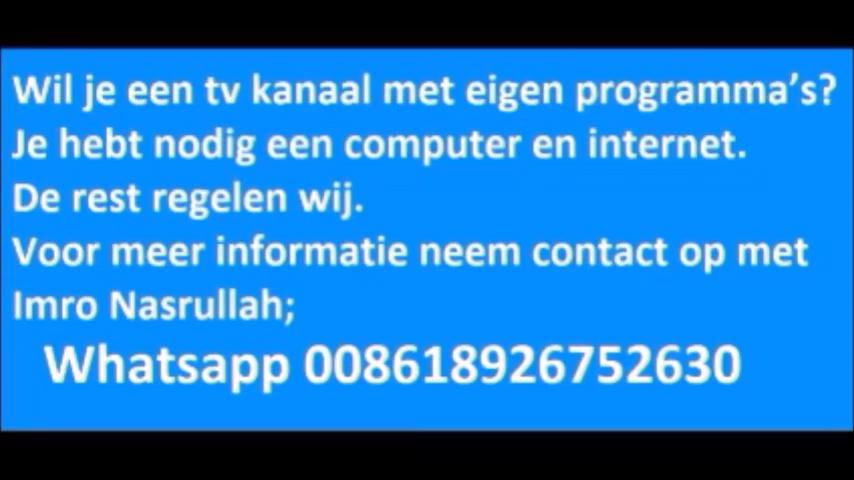 Wil je een tv kanaal met eigen programma's?
Je hebt nodig een computer en internet.
De rest regelen wij.
Voor meer informatie neem contact op met
Imro Nasrullah;
Whatsapp 008618926752630